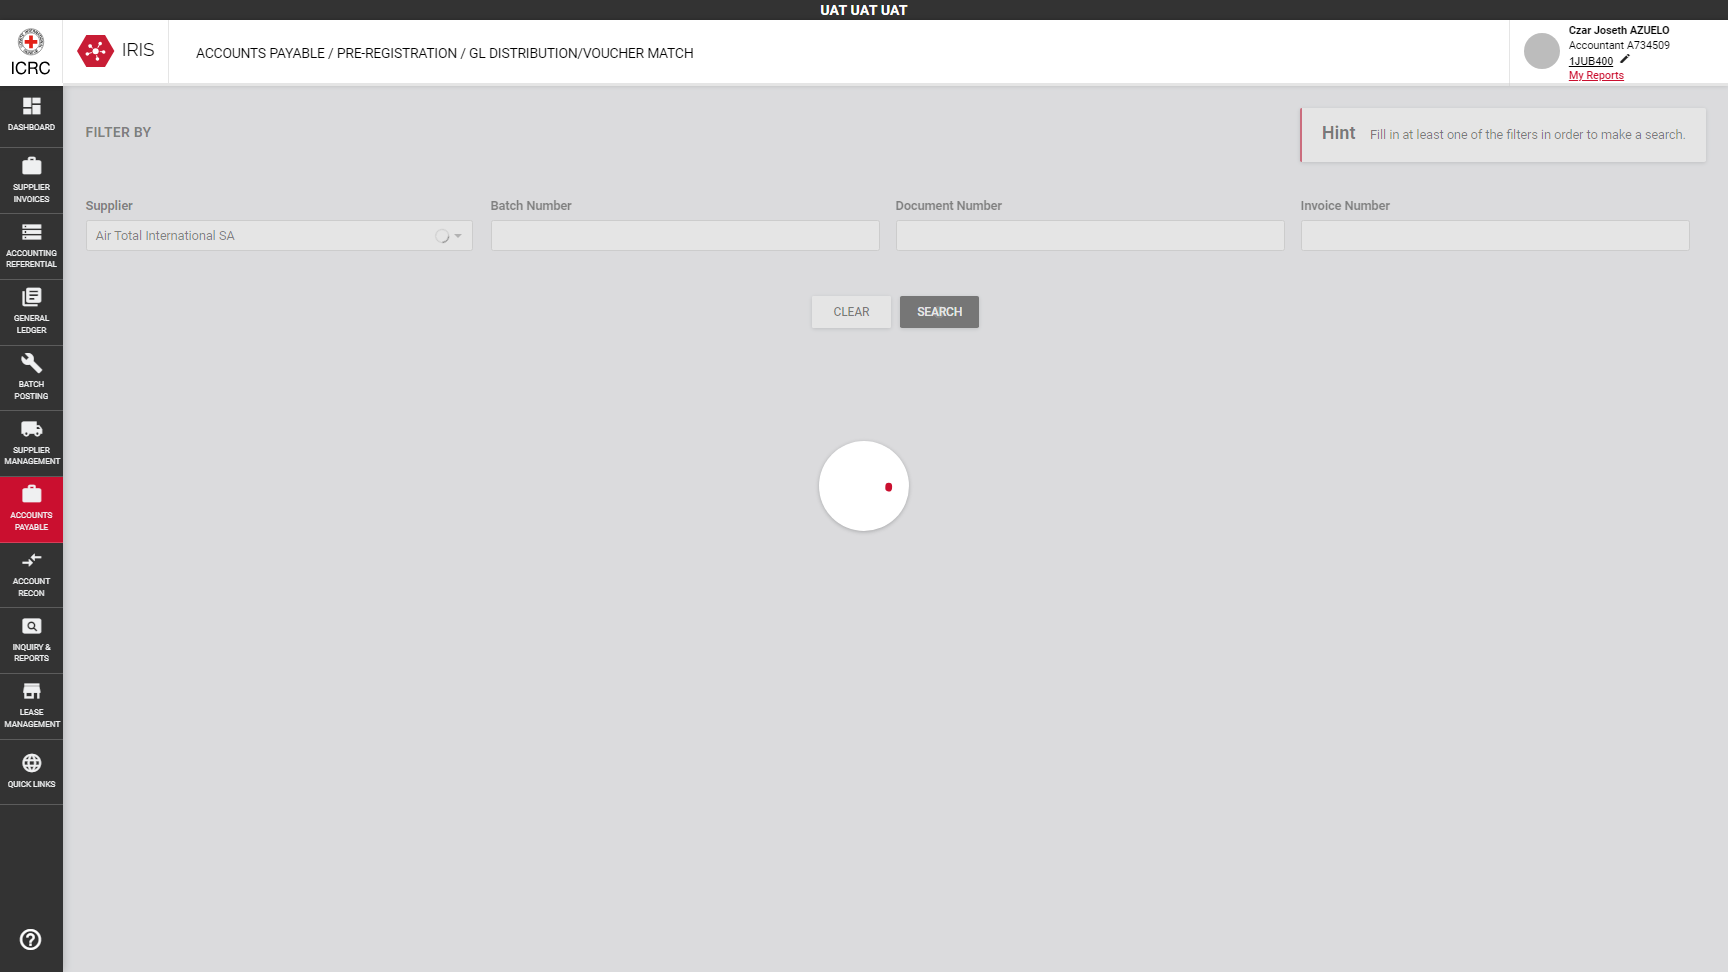 UAT UAT UAT
ICRC
IRIS
ACCOUNTS PAYABLE / PRE-REGISTRATION / GL DISTRIBUTION/VOUCHER MATCH
Czar Joseth AZUELO
Accountant A734509
1JUB400
My Reports
DASHBOARD
SUPPLIER
INVOICES
ACCOUNTING
REFERENTIAL
GENERAL
LEDGER
BATCH
POSTING
SUPPLIER
MANAGEMENT
ACCOUNTS
PAYABLE
ACCOUNT
RECON
INQUIRY &
REPORTS
LEASE
MANAGEMENT
QUICK LINKS
FILTER BY
Hint Fill in at least one of the filters in order to make a search.
Supplier
Batch Number
Document Number
Invoice Number
Air Total International SA
CLEAR
SEARCH